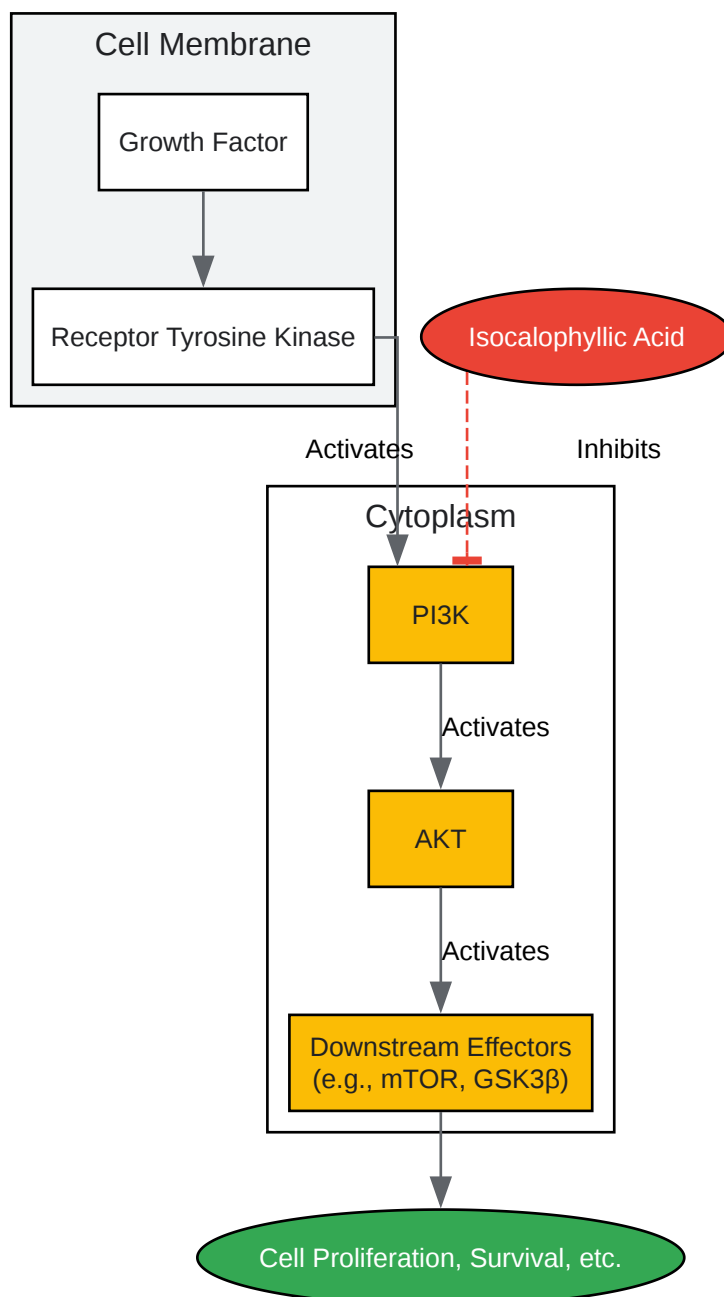 Cell Membrane
Growth Factor
Receptor Tyrosine Kinase
Isocalophyllic Acid
Activates
Inhibits
Cytoplasm
PI3K
Activates
AKT
Activates
Downstream Effectors
(e.g., mTOR, GSK3β)
Cell Proliferation, Survival, etc.